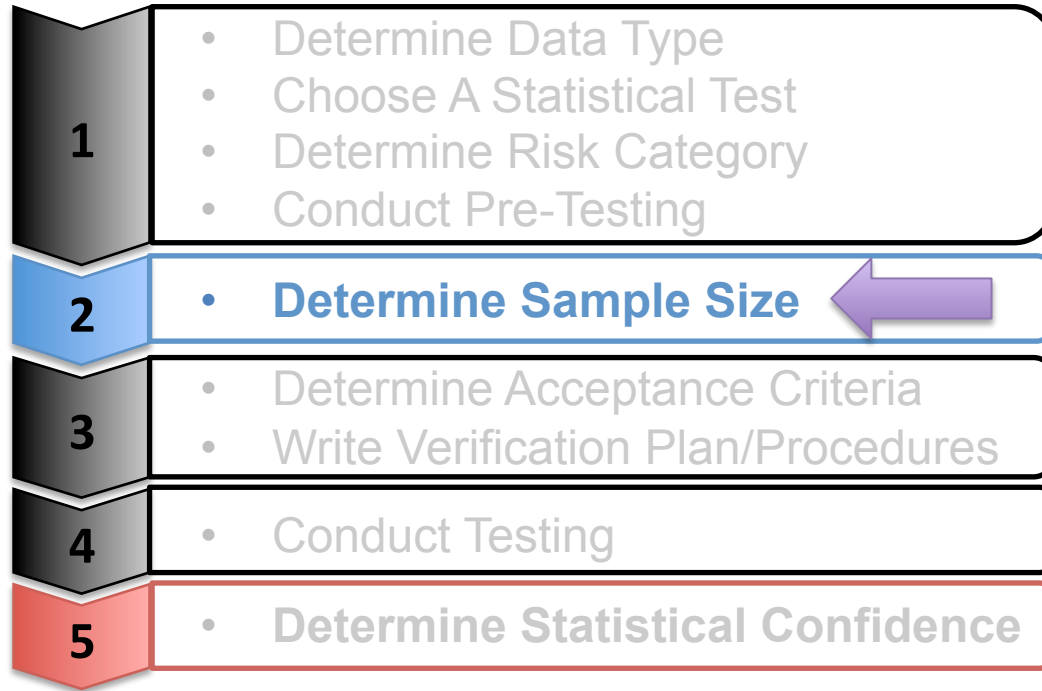 1
• Determine Data Type
• Choose A Statistical Test
• Determine Risk Category
• Conduct Pre-Testing
2
• Determine Sample Size
3
• Determine Acceptance Criteria
• Write Verification Plan/Procedures
4
• Conduct Testing
5
• Determine Statistical Confidence